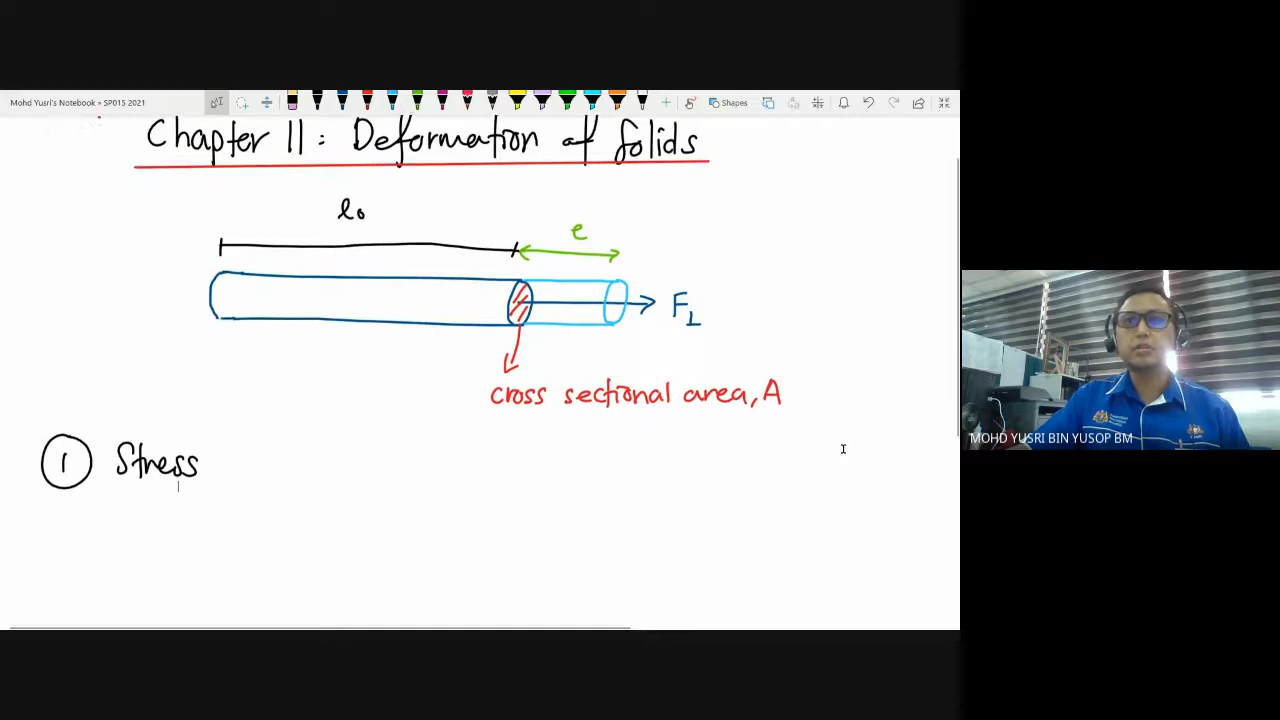 Mohd Yusri's Notebook » SP015 2021
Shapes
Chapter 11 : Deformation of Solids
l₀
e
F⊥
cross sectional area, A
MOHD YUSRI BIN YUSOP BM
1 Stress